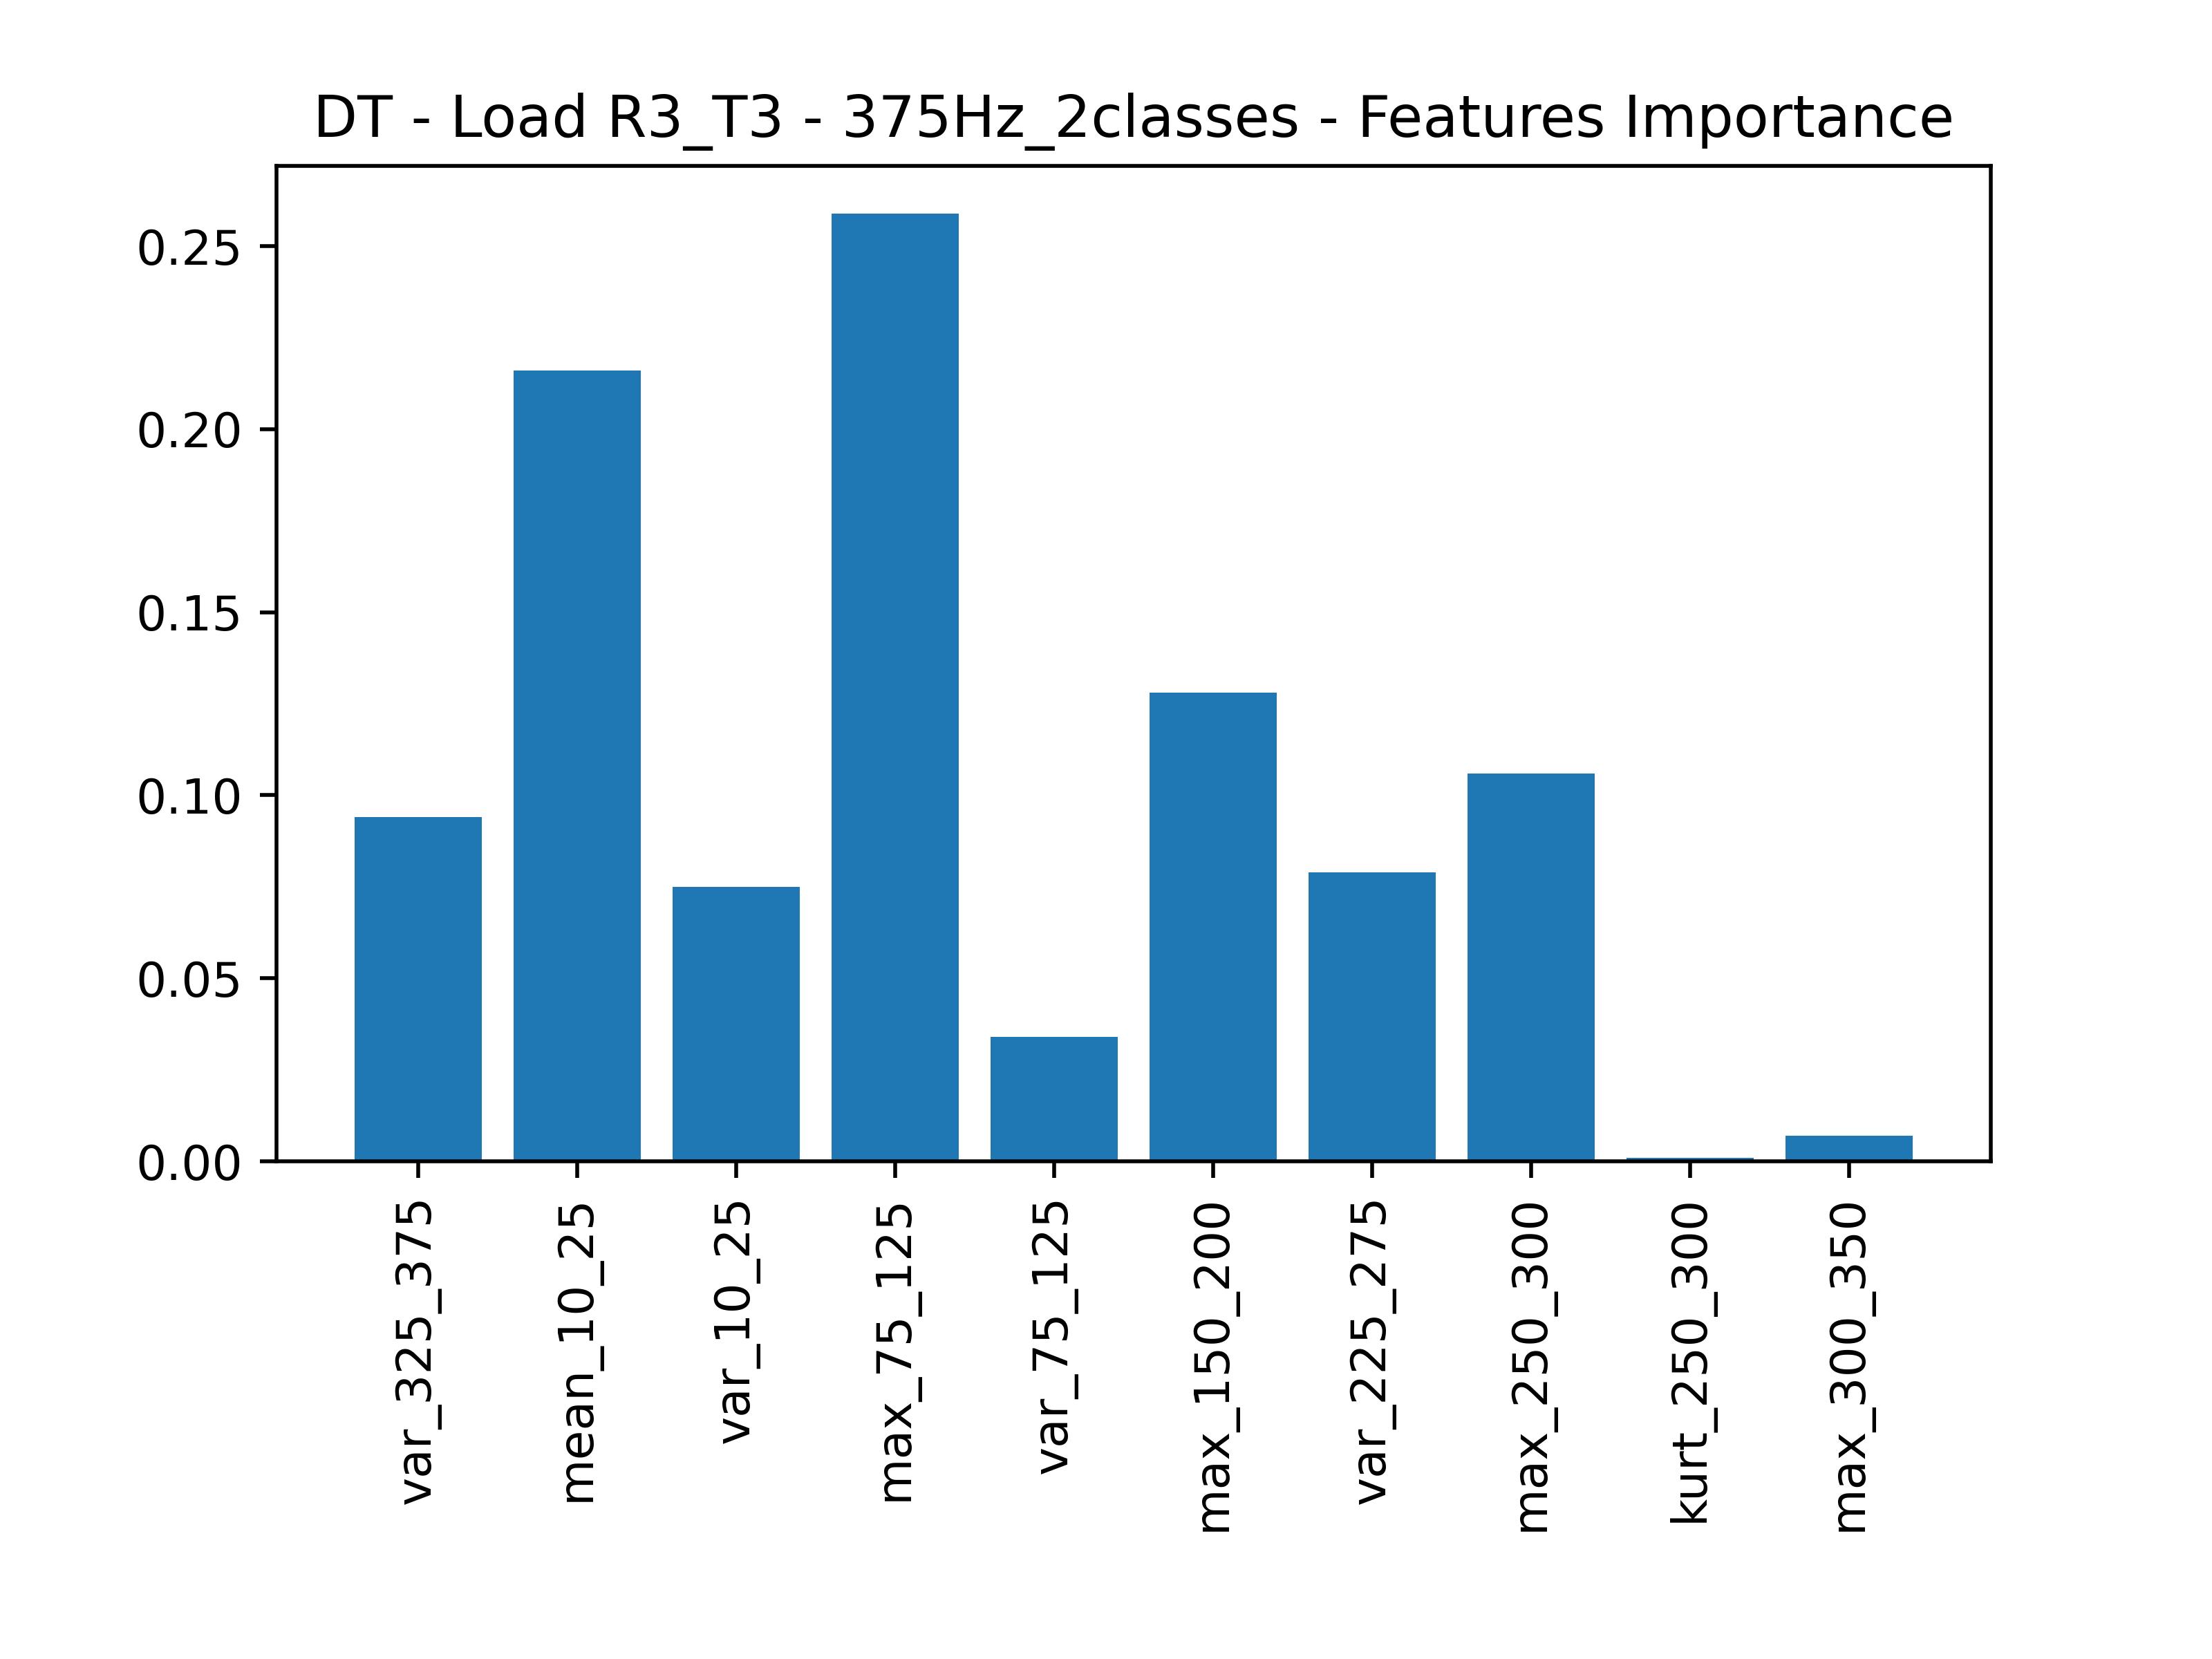 DT - Load R3_T3 - 375Hz_2classes - Features Importance
0.25
0.20
0.15
0.10
0.05
0.00
var_325_375
mean_10_25
var_10_25
max_75_125
var_75_125
max_150_200
var_225_275
max_250_300
kurt_250_300
max_300_350